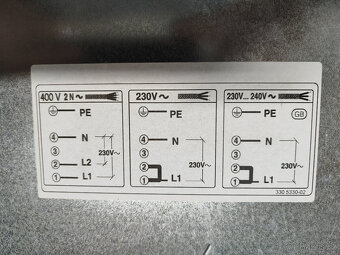 400 V 2 N ~
PE
4 N
3
2 L2
1 L1
230V~
230V ~
PE
4 N
3
2
1 L1
230V~
230V... 240V ~
PE
GB
4 N
3
2
1 L1
230V~
330 5330-02